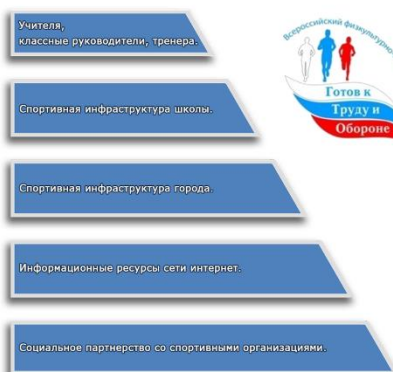 Учителя,
классные руководители, тренера.
Всероссийский физкультурно
Готов к
Труду и
Обороне
Спортивная инфраструктура школы.
Спортивная инфраструктура города.
Информационные ресурсы сети интернет.
Социальное партнерство со спортивными организациями.